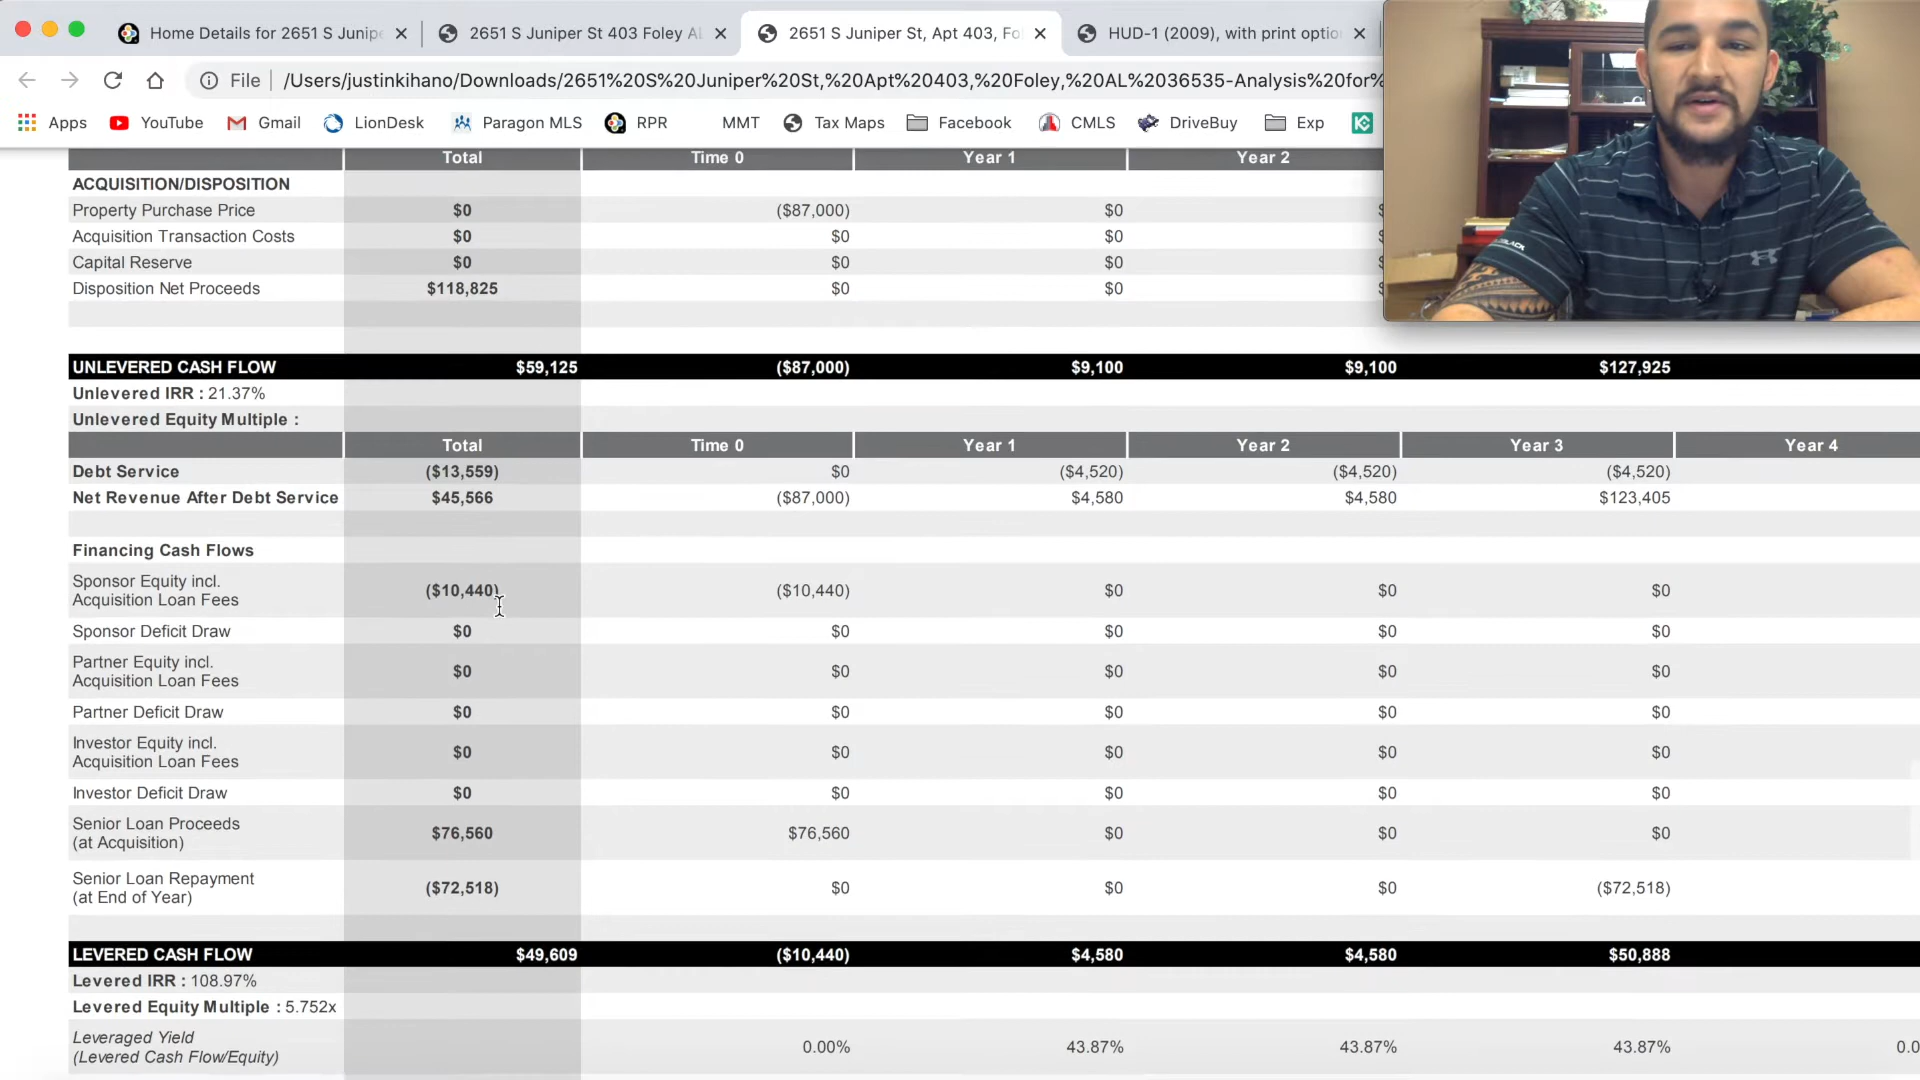 Home Details for 2651 S Junipe
2651 S Juniper St 403 Foley AL
2651 S Juniper St, Apt 403, Fo
HUD-1 (2009), with print optio
File /Users/justinkihano/Downloads/2651%20S%20Juniper%20St,%20Apt%20403,%20Foley,%20AL%2036535-Analysis%20for%
Apps YouTube Gmail LionDesk Paragon MLS RPR MMT Tax Maps Facebook CMLS DriveBuy Exp
Total Time 0 Year 1 Year 2
ACQUISITION/DISPOSITION
Property Purchase Price $0 ($87,000) $0
Acquisition Transaction Costs $0 $0 $0
Capital Reserve $0 $0 $0
Disposition Net Proceeds $118,825 $0 $0
UNLEVERED CASH FLOW $59,125 ($87,000) $9,100 $9,100 $127,925
Unlevered IRR : 21.37%
Unlevered Equity Multiple :
Total Time 0 Year 1 Year 2 Year 3 Year 4
Debt Service ($13,559) $0 ($4,520) ($4,520) ($4,520)
Net Revenue After Debt Service $45,566 ($87,000) $4,580 $4,580 $123,405
Financing Cash Flows
Sponsor Equity incl.
Acquisition Loan Fees ($10,440) ($10,440) $0 $0 $0
Sponsor Deficit Draw $0 $0 $0 $0 $0
Partner Equity incl.
Acquisition Loan Fees $0 $0 $0 $0 $0
Partner Deficit Draw $0 $0 $0 $0 $0
Investor Equity incl.
Acquisition Loan Fees $0 $0 $0 $0 $0
Investor Deficit Draw $0 $0 $0 $0 $0
Senior Loan Proceeds
(at Acquisition) $76,560 $76,560 $0 $0 $0
Senior Loan Repayment
(at End of Year) ($72,518) $0 $0 $0 ($72,518)
LEVERED CASH FLOW $49,609 ($10,440) $4,580 $4,580 $50,888
Levered IRR : 108.97%
Levered Equity Multiple : 5.752x
Leveraged Yield
(Levered Cash Flow/Equity) 0.00% 43.87% 43.87% 43.87% 0.0